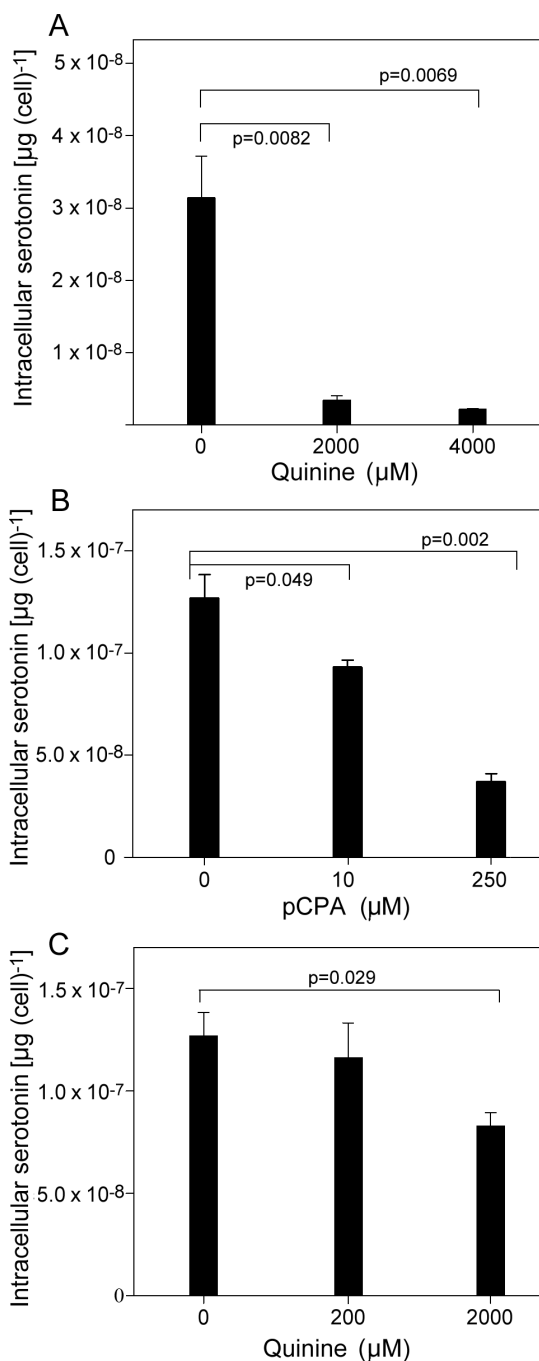 A
Intracellular serotonin [µg (cell)-1]
5 x 10-8
4 x 10-8
3 x 10-8
2 x 10-8
1 x 10-8
p=0.0069
p=0.0082
0 2000 4000
Quinine (µM)
B
Intracellular serotonin [µg (cell)-1]
1.5 x 10-7
1.0 x 10-7
5.0 x 10-8
0
p=0.002
p=0.049
0 10 250
pCPA (µM)
C
Intracellular serotonin [µg (cell)-1]
1.5 x 10-7
1.0 x 10-7
5.0 x 10-8
0
p=0.029
0 200 2000
Quinine (µM)